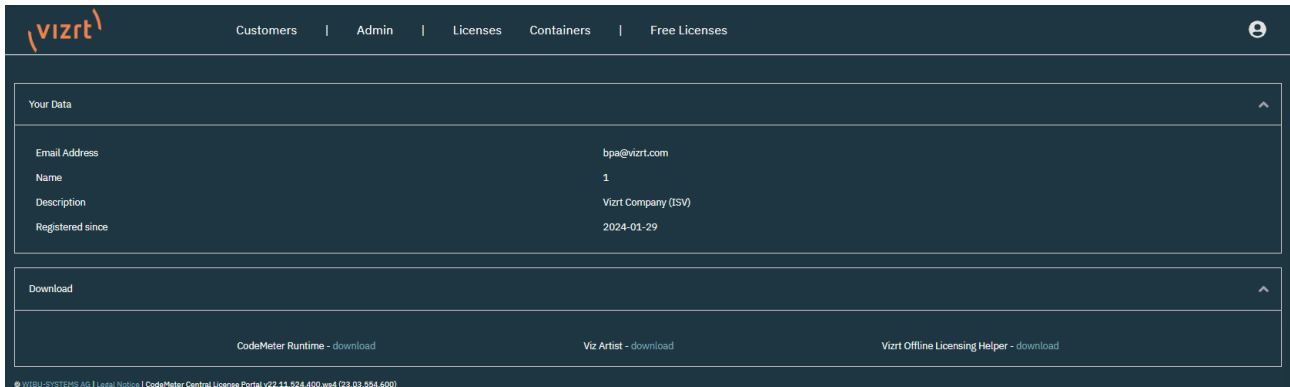 vizrt
Customers | Admin | Licenses Containers | Free Licenses
Your Data
Email Address bpa@vizrt.com
Name 1
Description Vizrt Company (ISV)
Registered since 2024-01-29
Download
CodeMeter Runtime - download Viz Artist - download Vizrt Offline Licensing Helper - download
WIBU-SYSTEMS AG | Legal Notice | CodeMeter Central License Portal v22.11.524.400.ws4 (23.03.554.600)